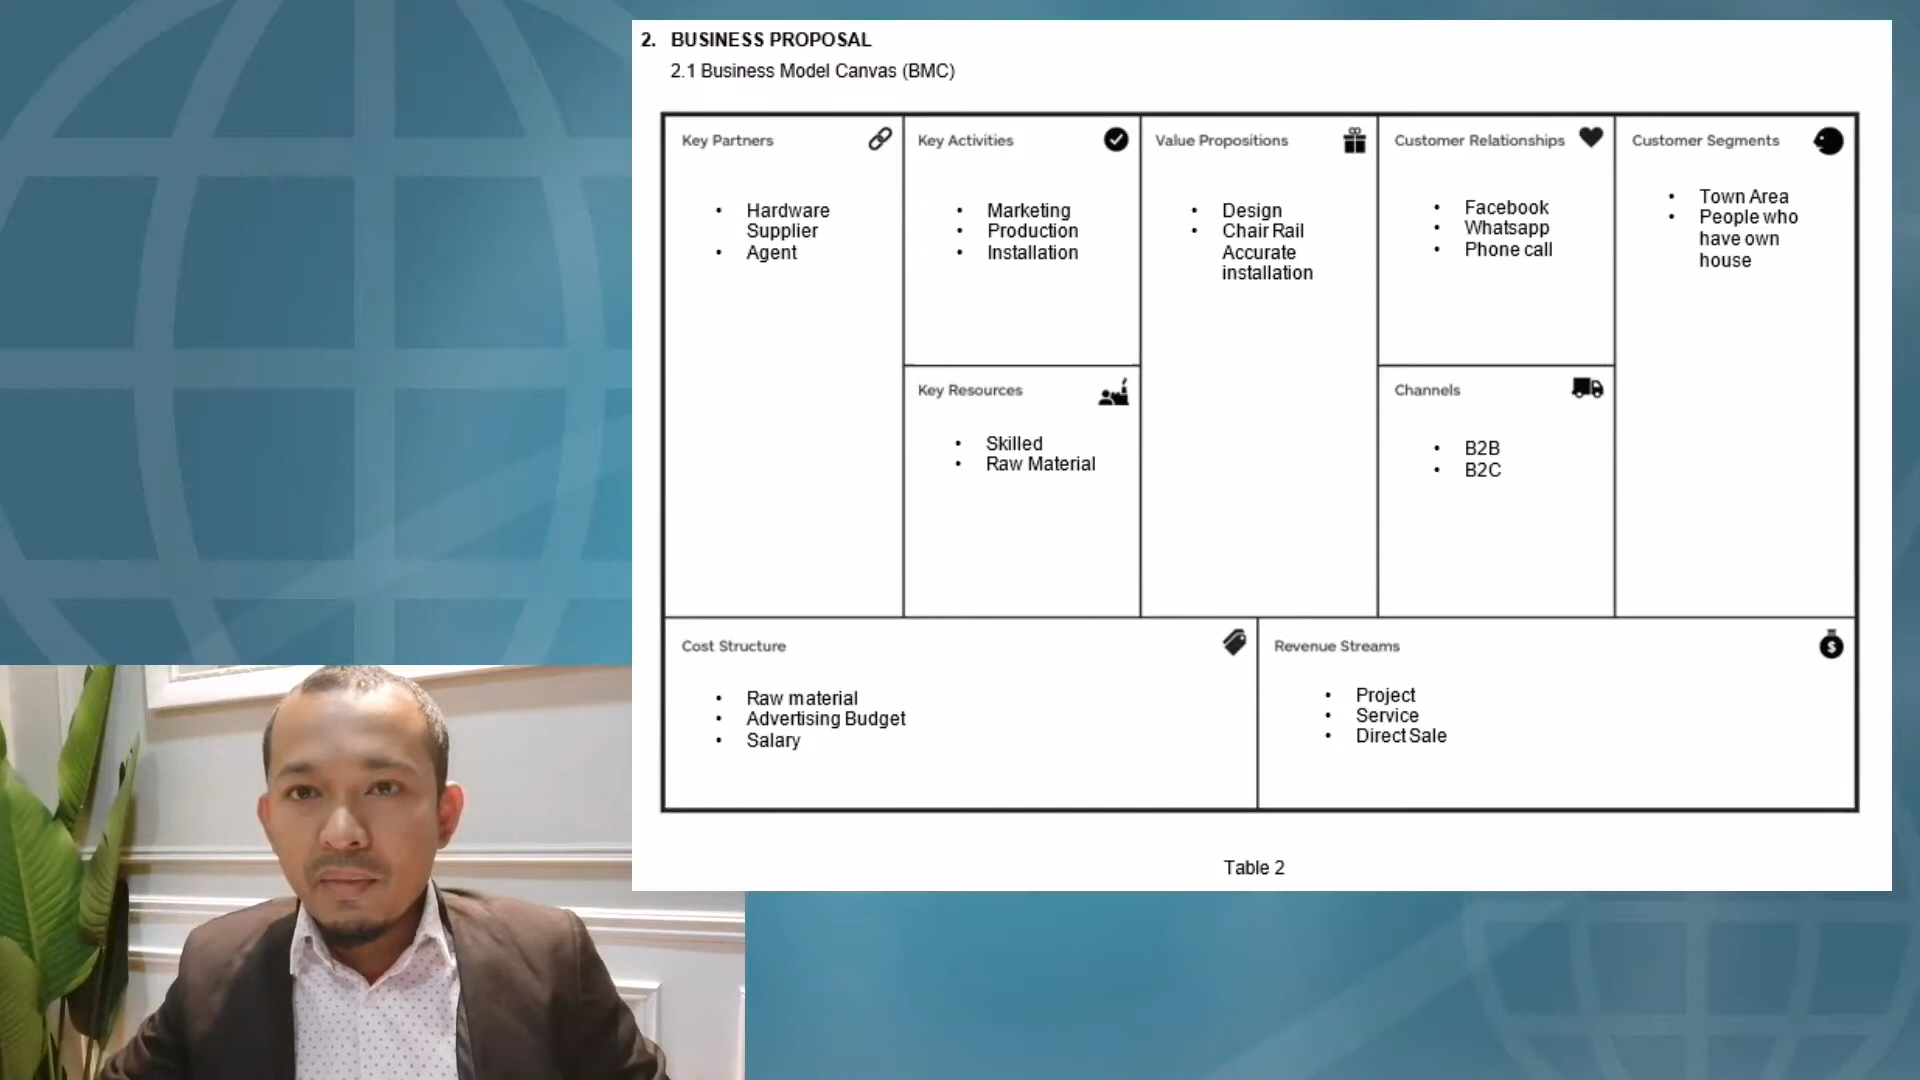 2. BUSINESS PROPOSAL
2.1 Business Model Canvas (BMC)
Key Partners
Hardware
Supplier
Agent
Key Activities
Marketing
Production
Installation
Key Resources
Skilled
Raw Material
Value Propositions
Design
Chair Rail
Accurate
installation
Customer Relationships
Facebook
Whatsapp
Phone call
Channels
B2B
B2C
Customer Segments
Town Area
People who
have own
house
Cost Structure
Raw material
Advertising Budget
Salary
Revenue Streams
$
Project
Service
Direct Sale
Table 2